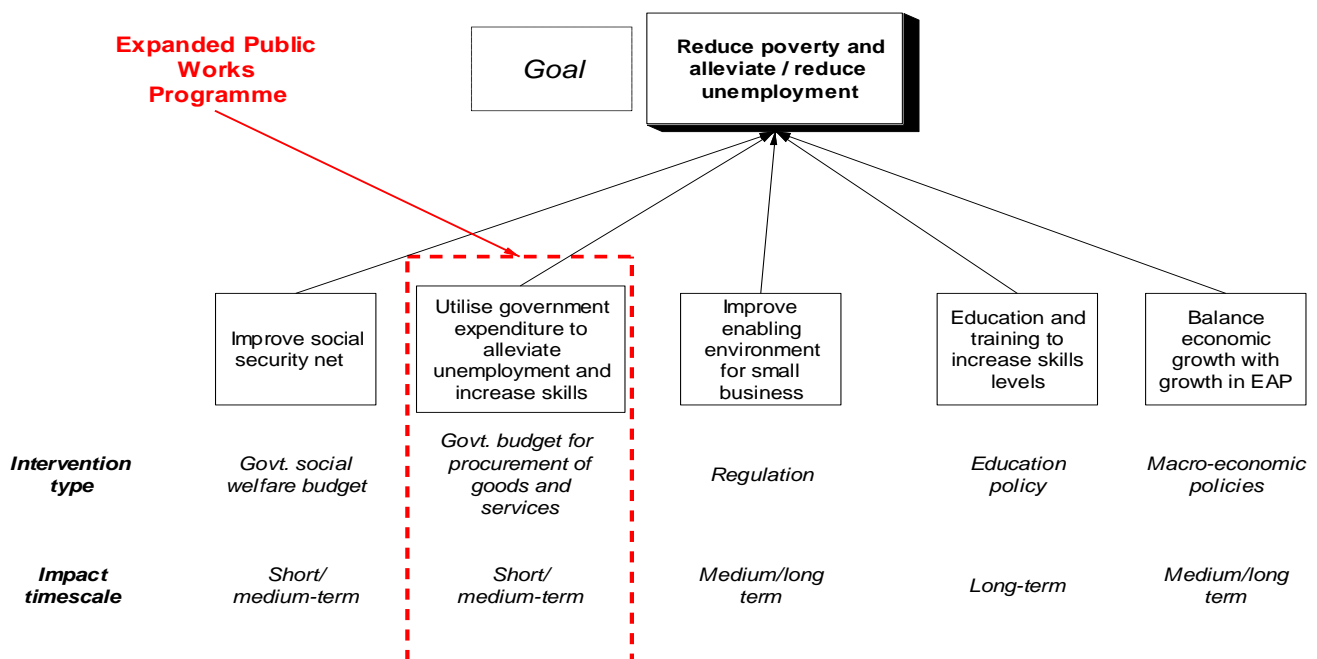 Expanded Public
Works
Programme
Goal
Reduce poverty and
alleviate / reduce
unemployment
Improve social
security net
Utilise government
expenditure to
alleviate
unemployment and
increase skills
Improve
enabling
environment
for small
business
Education and
training to
increase skills
levels
Balance
economic
growth with
growth in EAP
Intervention
type
Govt. social
welfare budget
Govt. budget for
procurement of
goods and
services
Regulation
Education
policy
Macro-economic
policies
Impact
timescale
Short/
medium-term
Short/
medium-term
Medium/long
term
Long-term
Medium/long
term